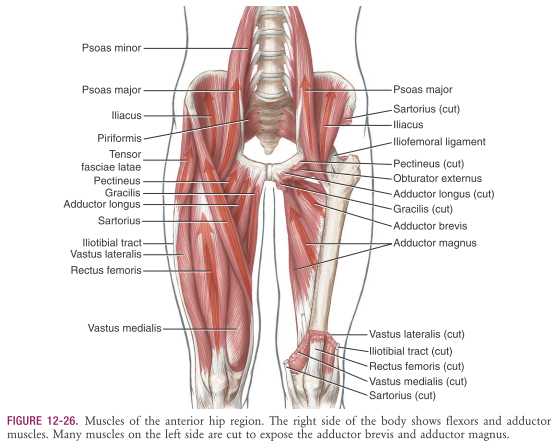 Psoas minor
Psoas major
Iliacus
Piriformis
Tensor
fasciae latae
Pectineus
Gracilis
Adductor longus
Sartorius
Iliotibial tract
Vastus lateralis
Rectus femoris
Vastus medialis
Psoas major
Sartorius (cut)
Iliacus
Iliofemoral ligament
Pectineus (cut)
Obturator externus
Adductor longus (cut)
Gracilis (cut)
Adductor brevis
Adductor magnus
Vastus lateralis (cut)
Iliotibial tract (cut)
Rectus femoris (cut)
Vastus medialis (cut)
Sartorius (cut)
FIGURE 12-26. Muscles of the anterior hip region. The right side of the body shows flexors and adductor
muscles. Many muscles on the left side are cut to expose the adductor brevis and adductor magnus.